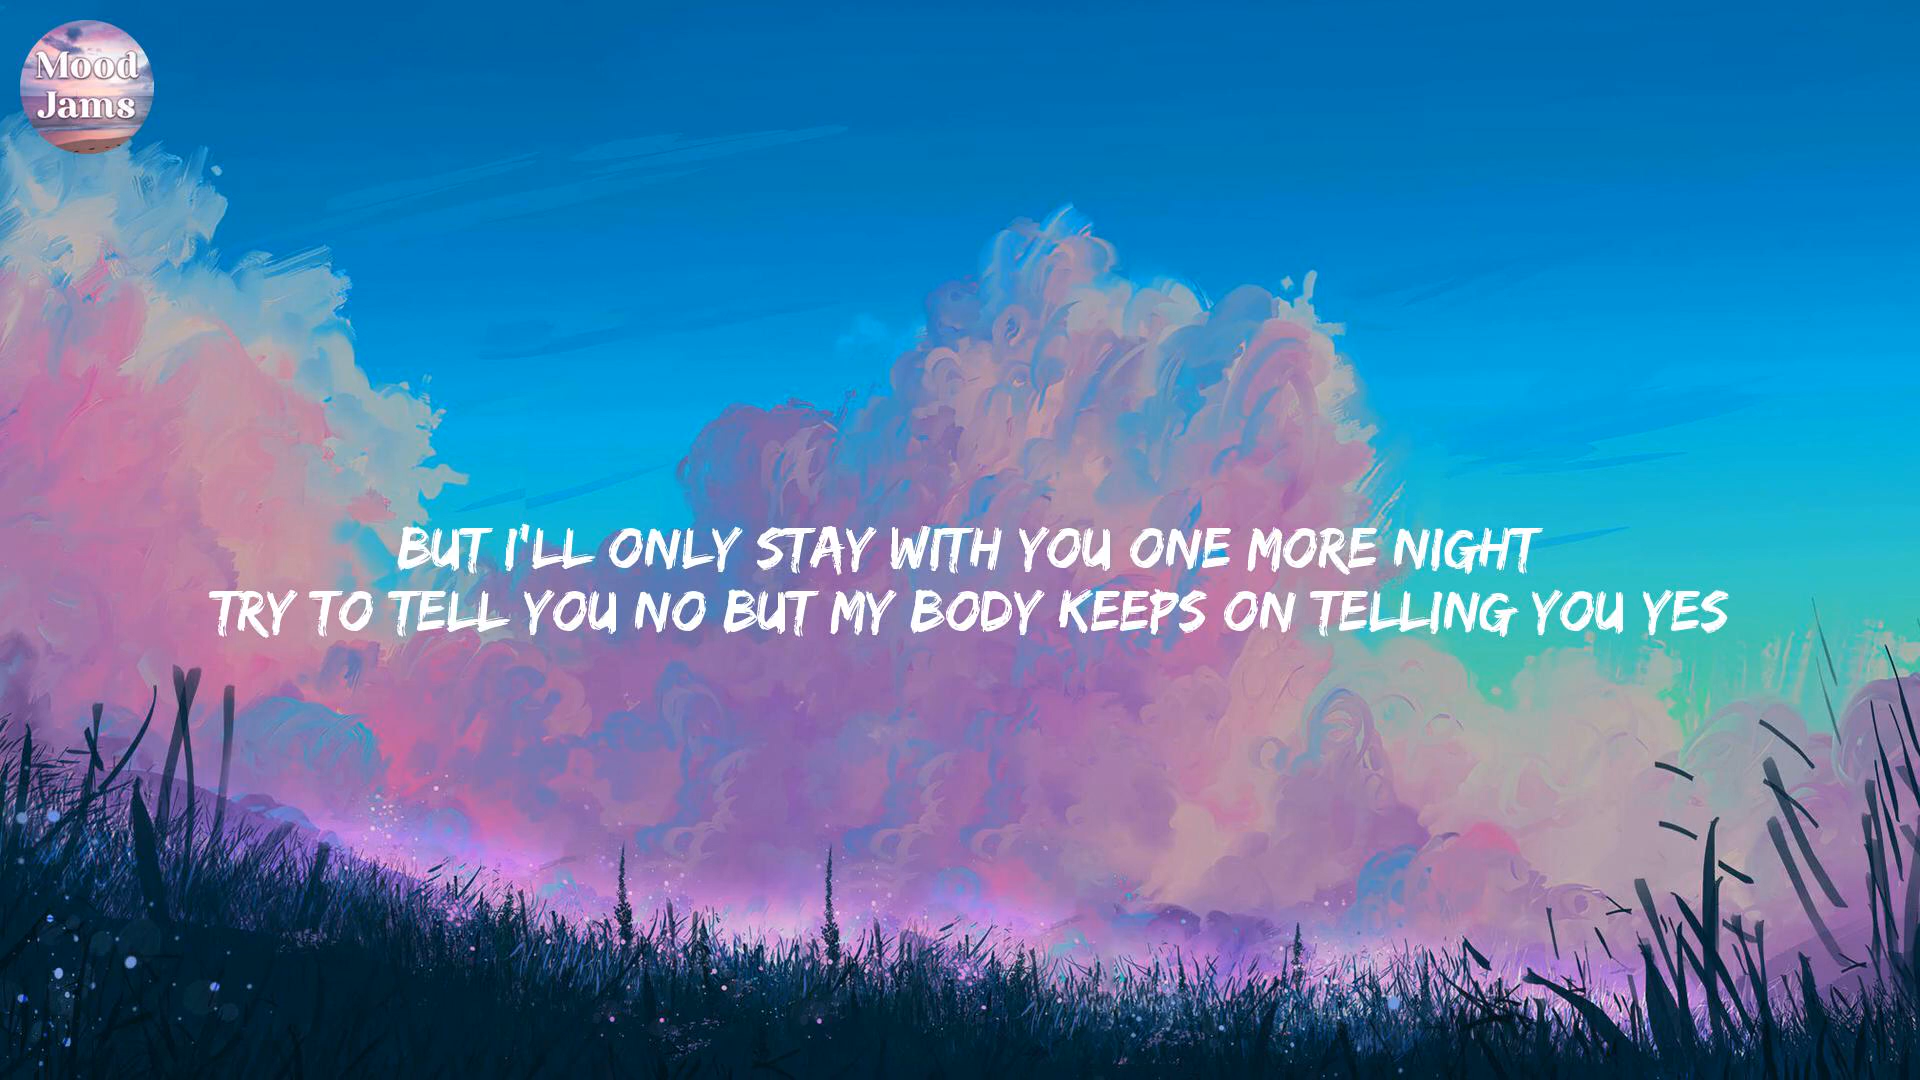 Mood
Jams
BUT I'LL ONLY STAY WITH YOU ONE MORE NIGHT
TRY TO TELL YOU NO BUT MY BODY KEEPS ON TELLING YOU YES